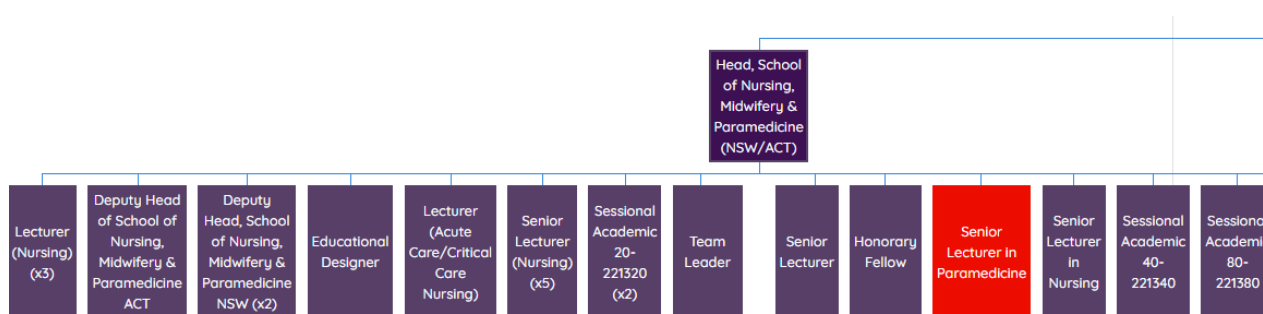 Head, School
of Nursing,
Midwifery &
Paramedicine
(NSW/ACT)
Lecturer
(Nursing)
(x3)
Deputy Head
of School of
Nursing,
Midwifery &
Paramedicine
ACT
Deputy
Head, School
of Nursing,
Midwifery &
Paramedicine
NSW (x2)
Educational
Designer
Lecturer
(Acute
Care/Critical
Care
Nursing)
Senior
Lecturer
(Nursing)
(x5)
Sessional
Academic
20-
221320
(x2)
Team
Leader
Senior
Lecturer
Honorary
Fellow
Senior
Lecturer in
Paramedicine
Senior
Lecturer
in
Nursing
Sessional
Academic
40-
221340
Sessiona
Academi
80-
221380